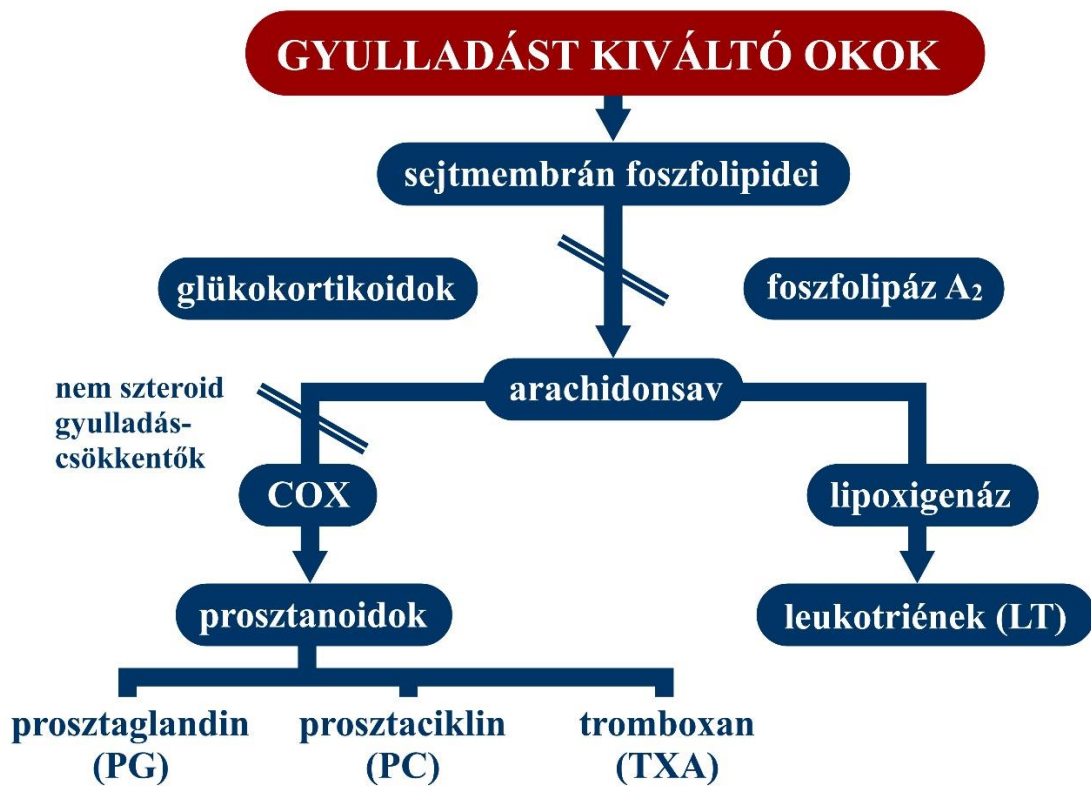 GYULLADÁST KIVÁLTÓ OKOK
sejtmembrán foszfolipidei
glükokortikoidok
foszfolipáz A₂
arachidonsav
nem szteroid
gyulladás-
csökkentők
COX
lipoxigenáz
prosztanoidok
leukotriének (LT)
prosztaglandin
(PG)
prosztaciklin
(PC)
tromboxan
(TXA)